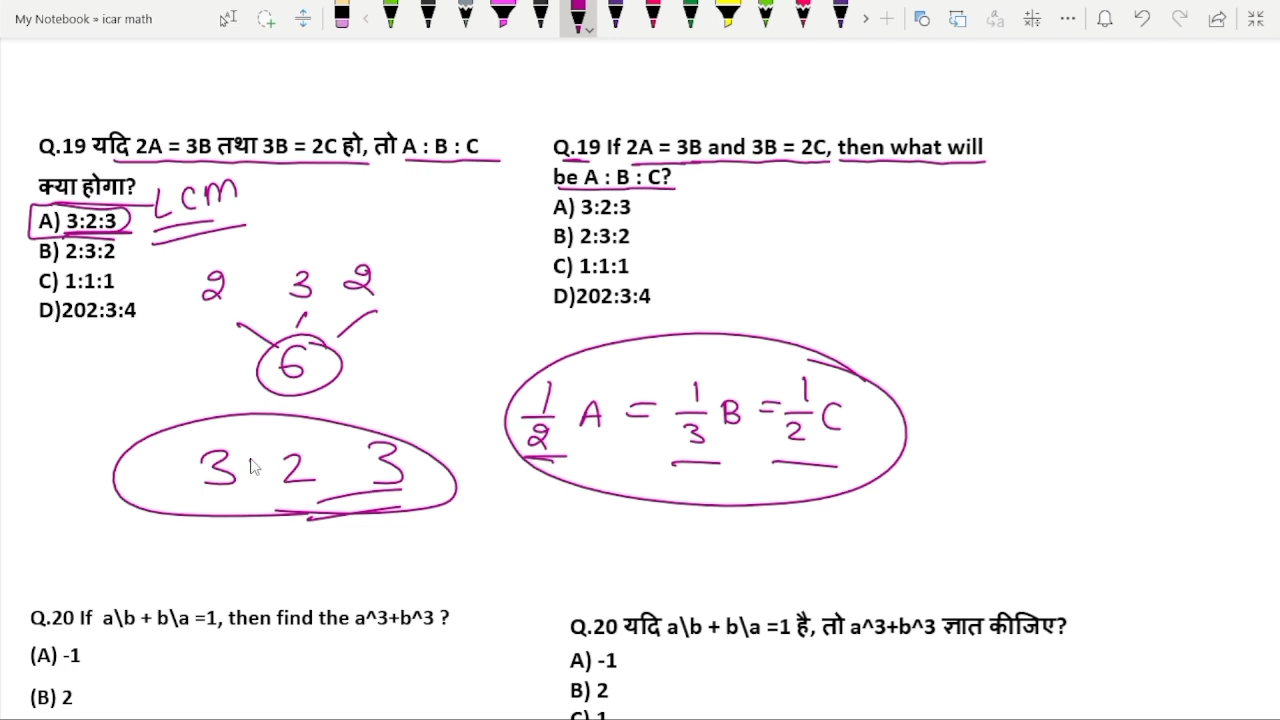 My Notebook » icar math
Q.19 यदि 2A = 3B तथा 3B = 2C हो, तो A : B : C
क्या होगा?
A) 3:2:3
B) 2:3:2
C) 1:1:1
D)202:3:4
LCM
2 3 2
6
3 2 3
Q.19 If 2A = 3B and 3B = 2C, then what will
be A : B : C?
A) 3:2:3
B) 2:3:2
C) 1:1:1
D)202:3:4
1/2 A = 1/3 B = 1/2 C
Q.20 If a\b + b\a =1, then find the a^3+b^3 ?
(A) -1
(B) 2
Q.20 यदि a\b + b\a =1 है, तो a^3+b^3 ज्ञात कीजिए?
A) -1
B) 2
C) 1